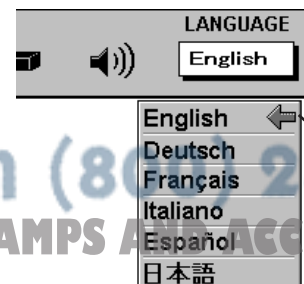 LANGUAGE
English
English
Deutsch
Français
Italiano
Español
日本語